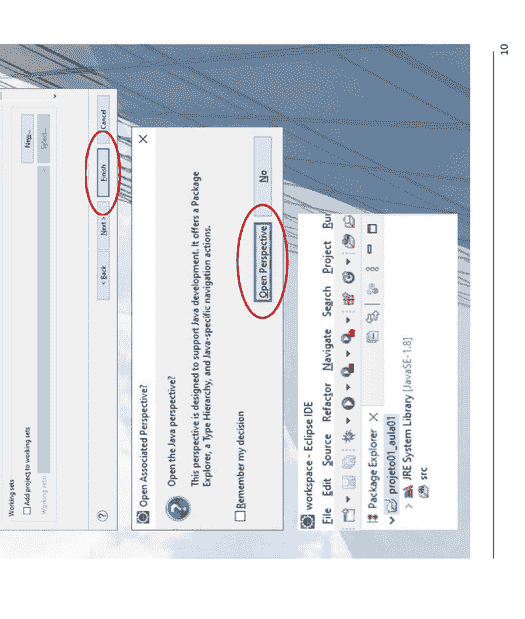 Working sets
Add project to working sets
New...
Working sets:
Select...
< Back
Next >
Finish
Cancel
Open Associated Perspective?
Open the Java perspective?
This perspective is designed to support Java development. It offers a Package
Explorer, a Type Hierarchy, and Java-specific navigation actions.
Remember my decision
Open Perspective
No
workspace - Eclipse IDE
File Edit Source Refactor Navigate Search Project Run
Package Explorer
projeto01_aula01
JRE System Library [JavaSE-1.8]
src
10